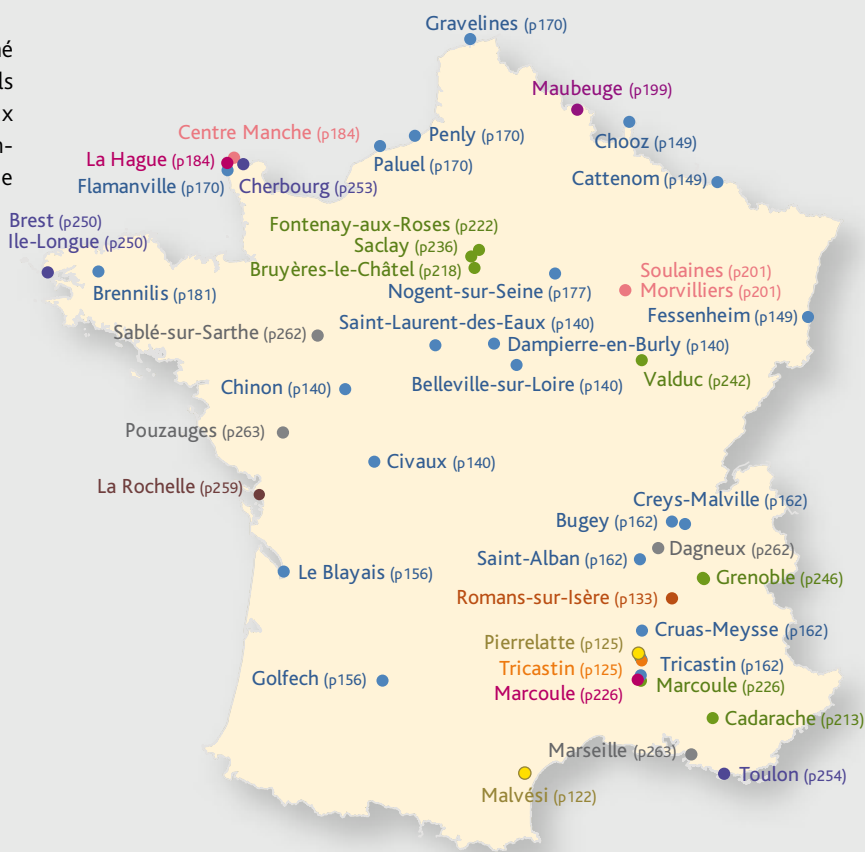 né
ls
x
n-
e
Gravelines (p170)
Maubeuge (p199)
Centre Manche (p184)
Penly (p170)
Chooz (p149)
La Hague (p184)
Paluel (p170)
Flamanville (p170)
Cherbourg (p253)
Cattenom (p149)
Brest (p250)
Ile-Longue (p250)
Fontenay-aux-Roses (p222)
Saclay (p236)
Bruyères-le-Châtel (p218)
Soulaines (p201)
Morvilliers (p201)
Brennilis (p181)
Nogent-sur-Seine (p177)
Fessenheim (p149)
Sablé-sur-Sarthe (p262)
Saint-Laurent-des-Eaux (p140)
Dampierre-en-Burly (p140)
Chinon (p140)
Belleville-sur-Loire (p140)
Valduc (p242)
Pouzauges (p263)
Civaux (p140)
La Rochelle (p259)
Creys-Malville (p162)
Bugey (p162)
Dagneux (p262)
Saint-Alban (p162)
Le Blayais (p156)
Grenoble (p246)
Romans-sur-Isère (p133)
Cruas-Meysse (p162)
Pierrelatte (p125)
Tricastin (p125)
Tricastin (p162)
Golfech (p156)
Marcoule (p226)
Marcoule (p226)
Cadarache (p213)
Marseille (p263)
Toulon (p254)
Malvési (p122)